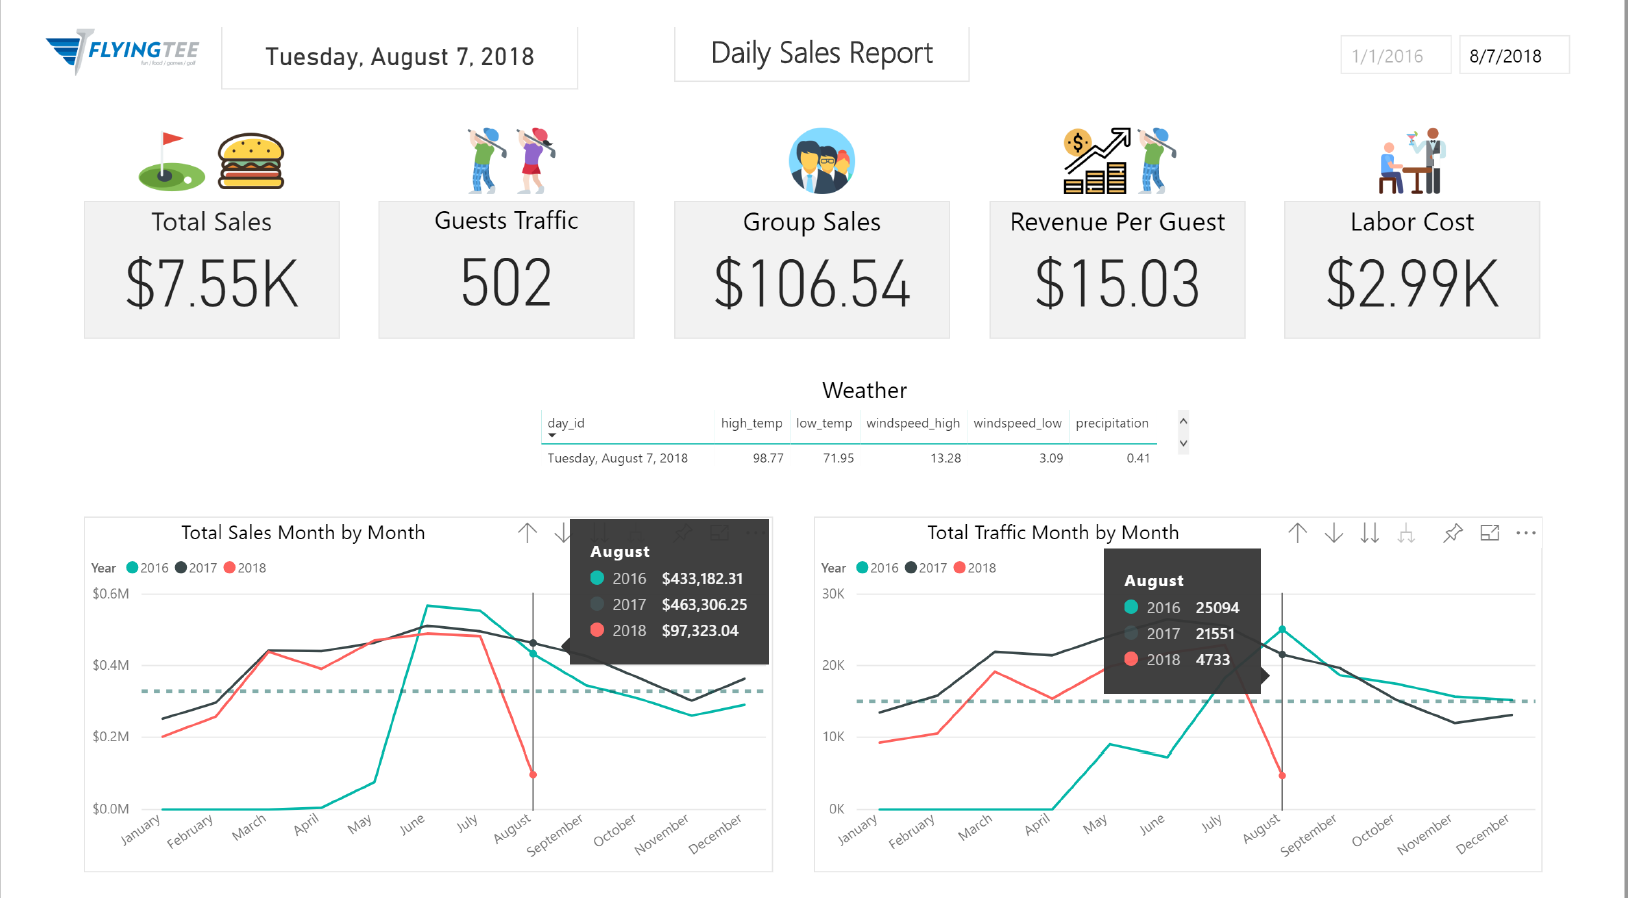 FLYINGTEE
fun / food / games / golf
Tuesday, August 7, 2018
Daily Sales Report
1/1/2016
8/7/2018
$
Total Sales
$7.55K
Guests Traffic
502
Group Sales
$106.54
Revenue Per Guest
$15.03
Labor Cost
$2.99K
Weather
day_id high_temp low_temp windspeed_high windspeed_low precipitation
Tuesday, August 7, 2018 98.77 71.95 13.28 3.09 0.41
Total Sales Month by Month
Year 2016 2017 2018
August
2016 $433,182.31
2017 $463,306.25
2018 $97,323.04
$0.6M
$0.4M
$0.2M
$0.0M
January February March April May June July August September October November December
Total Traffic Month by Month
Year 2016 2017 2018
August
2016 25094
2017 21551
2018 4733
30K
20K
10K
0K
January February March April May June July August September October November December